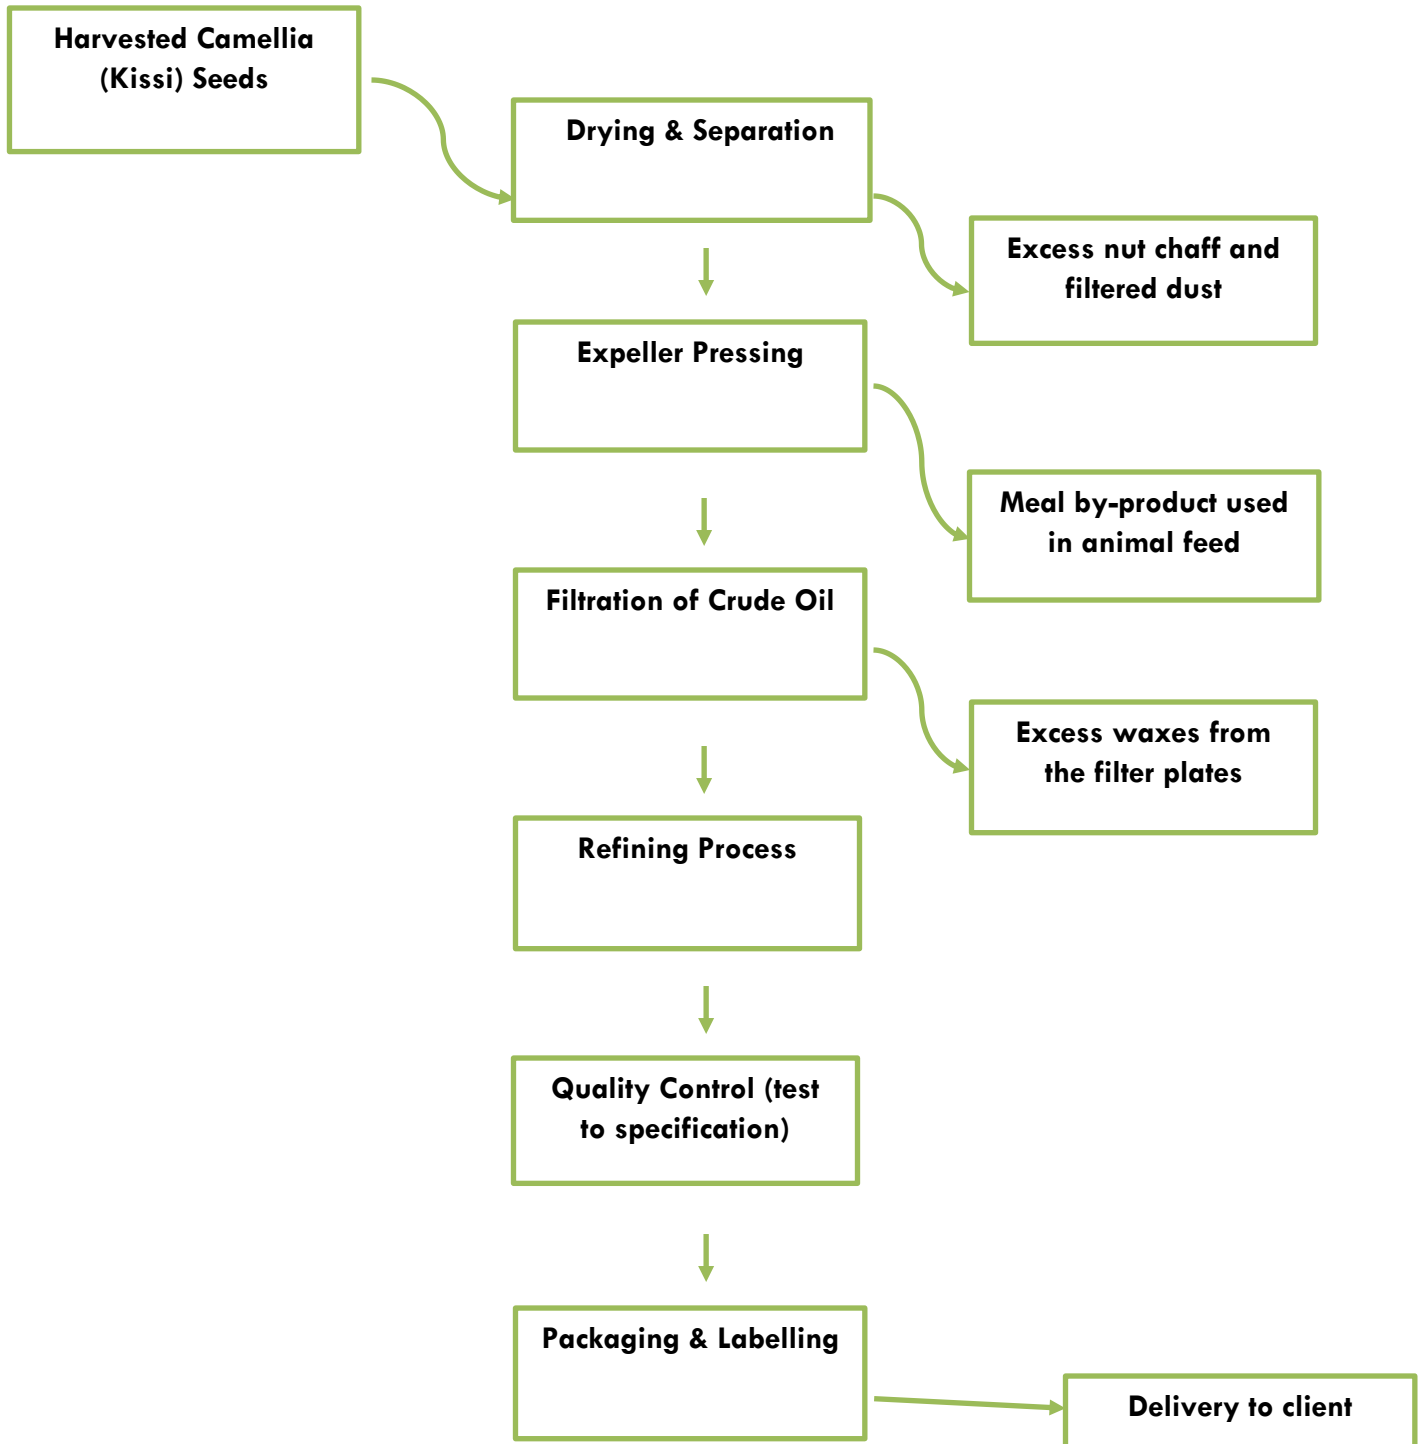 Harvested Camellia
(Kissi) Seeds
Drying & Separation
Excess nut chaff and
filtered dust
Expeller Pressing
Meal by-product used
in animal feed
Filtration of Crude Oil
Excess waxes from
the filter plates
Refining Process
Quality Control (test
to specification)
Packaging & Labelling
Delivery to client